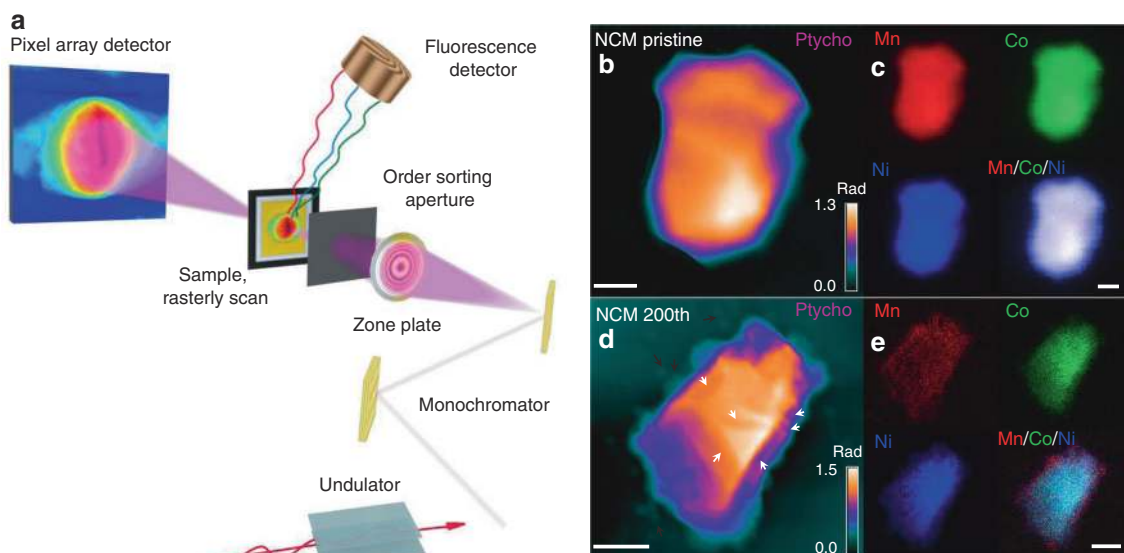 a
Pixel array detector
Fluorescence
detector
Order sorting
aperture
Sample,
rasterly scan
Zone plate
Monochromator
Undulator
NCM pristine
Ptycho
b
Rad
1.3
0.0
c
Mn
Co
Ni
Mn/Co/Ni
NCM 200th
Ptycho
d
Rad
1.5
0.0
Mn
Co
e
Ni
Mn/Co/Ni